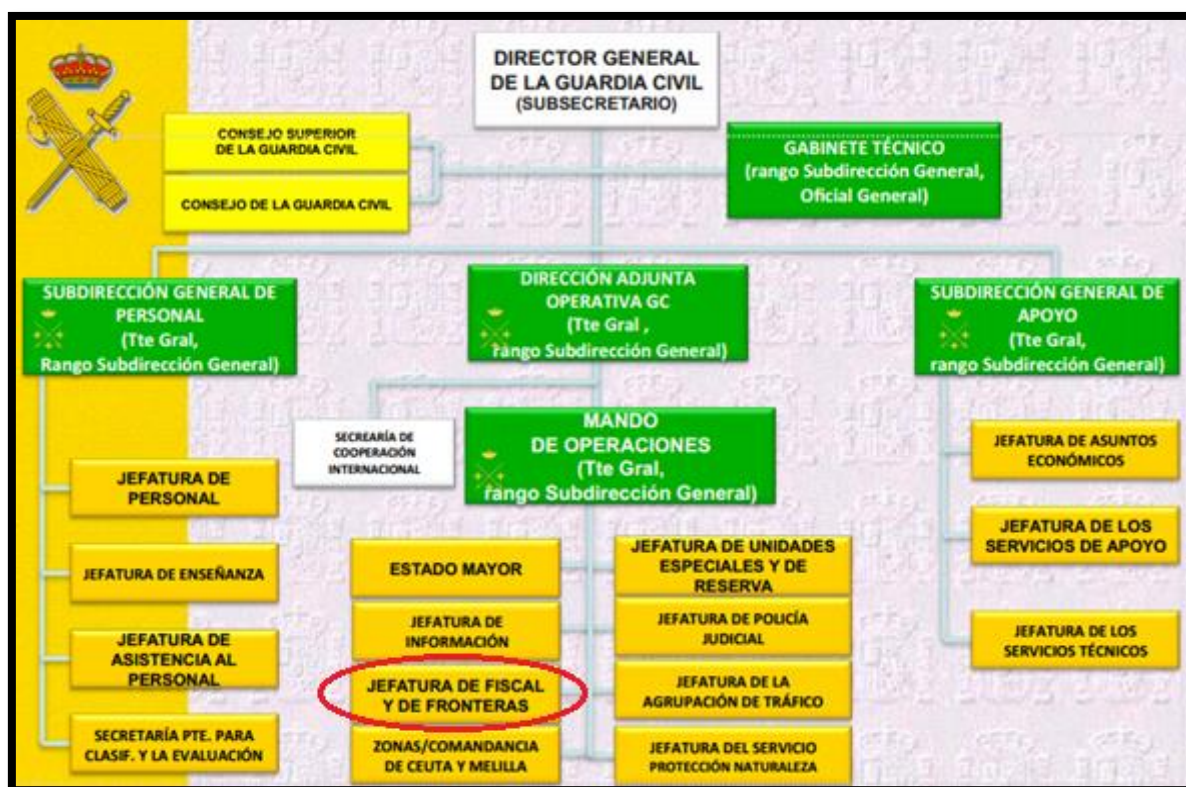 DIRECTOR GENERAL
DE LA GUARDIA CIVIL
(SUBSECRETARIO)
CONSEJO SUPERIOR
DE LA GUARDIA CIVIL
CONSEJO DE LA GUARDIA CIVIL
GABINETE TÉCNICO
(rango Subdirección General,
Oficial General)
SUBDIRECCIÓN GENERAL DE
PERSONAL
(Tte Gral,
Rango Subdirección General)
DIRECCIÓN ADJUNTA
OPERATIVA GC
(Tte Gral ,
rango Subdirección General)
SUBDIRECCIÓN GENERAL DE
APOYO
(Tte Gral,
rango Subdirección General)
SECREARÍA DE
COOPERACIÓN
INTERNACIONAL
MANDO
DE OPERACIONES
(Tte Gral,
rango Subdirección General)
JEFATURA DE
PERSONAL
JEFATURA DE ENSEÑANZA
JEFATURA DE
ASISTENCIA AL
PERSONAL
SECRETARÍA PTE. PARA
CLASIF. Y LA EVALUACIÓN
ESTADO MAYOR
JEFATURA DE
INFORMACIÓN
JEFATURA DE FISCAL
Y DE FRONTERAS
ZONAS/COMANDANCIA
DE CEUTA Y MELILLA
JEFATURA DE UNIDADES
ESPECIALES Y DE
RESERVA
JEFATURA DE POLICÍA
JUDICIAL
JEFATURA DE LA
AGRUPACIÓN DE TRÁFICO
JEFATURA DEL SERVICIO
PROTECCIÓN NATURALEZA
JEFATURA DE ASUNTOS
ECONÓMICOS
JEFATURA DE LOS
SERVICIOS DE APOYO
JEFATURA DE LOS
SERVICIOS TÉCNICOS